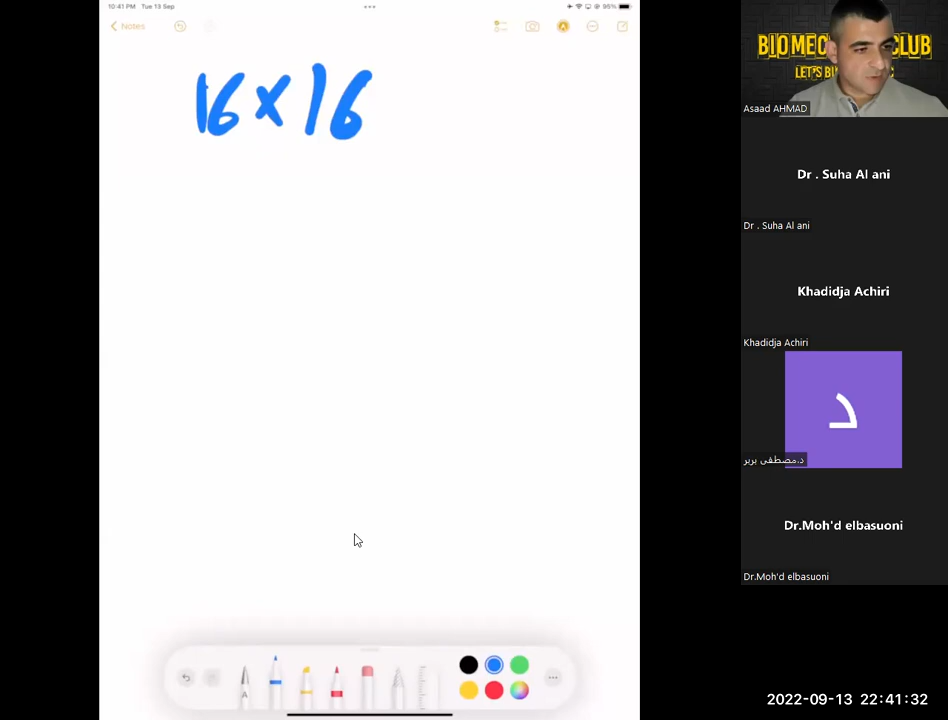 10:41 PM Tue 13 Sep
95%
Notes
16 x 16
A
BIOMEC
CLUB
LET'S BU
Asaad AHMAD
Dr . Suha Al ani
Dr . Suha Al ani
Khadidja Achiri
Khadidja Achiri
د
د.مصطفى بربر
Dr.Moh'd elbasuoni
Dr.Moh'd elbasuoni
2022-09-13 22:41:32